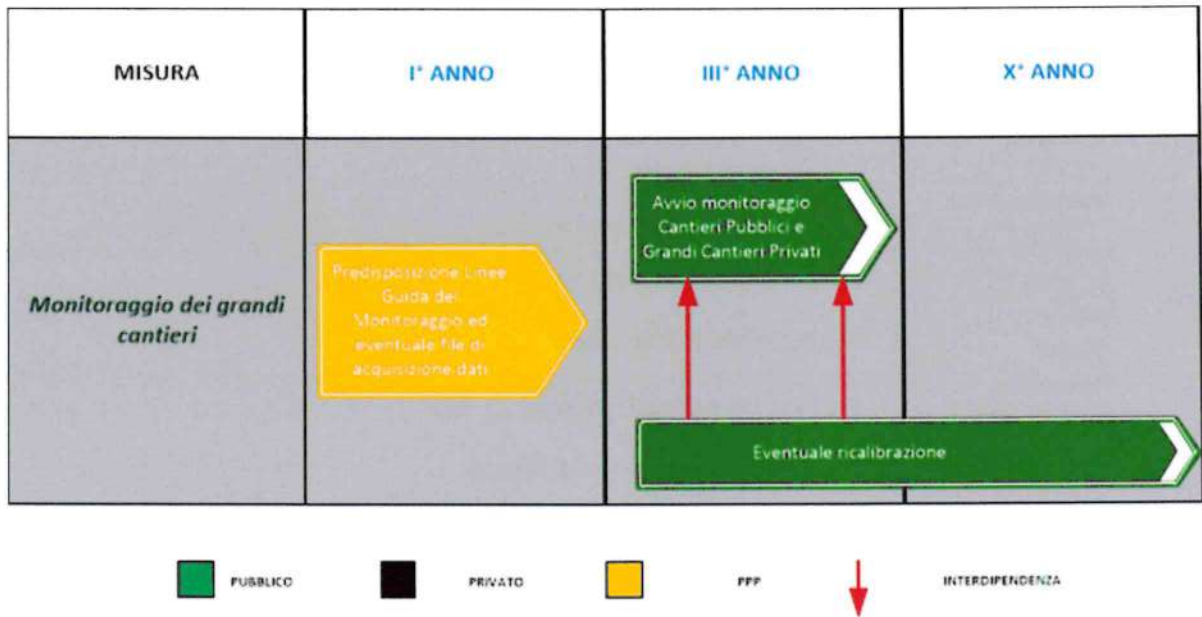 MISURA
I° ANNO
III° ANNO
X° ANNO
Monitoraggio dei grandi
cantieri
Predisposizione Linee
Guida del
Monitoraggio ed
eventuale file di
acquisizione dati
Avvio monitoraggio
Cantieri Pubblici e
Grandi Cantieri Privati
Eventuale ricalibrazione
PUBBLICO
PRIVATO
PPP
INTERDIPENDENZA